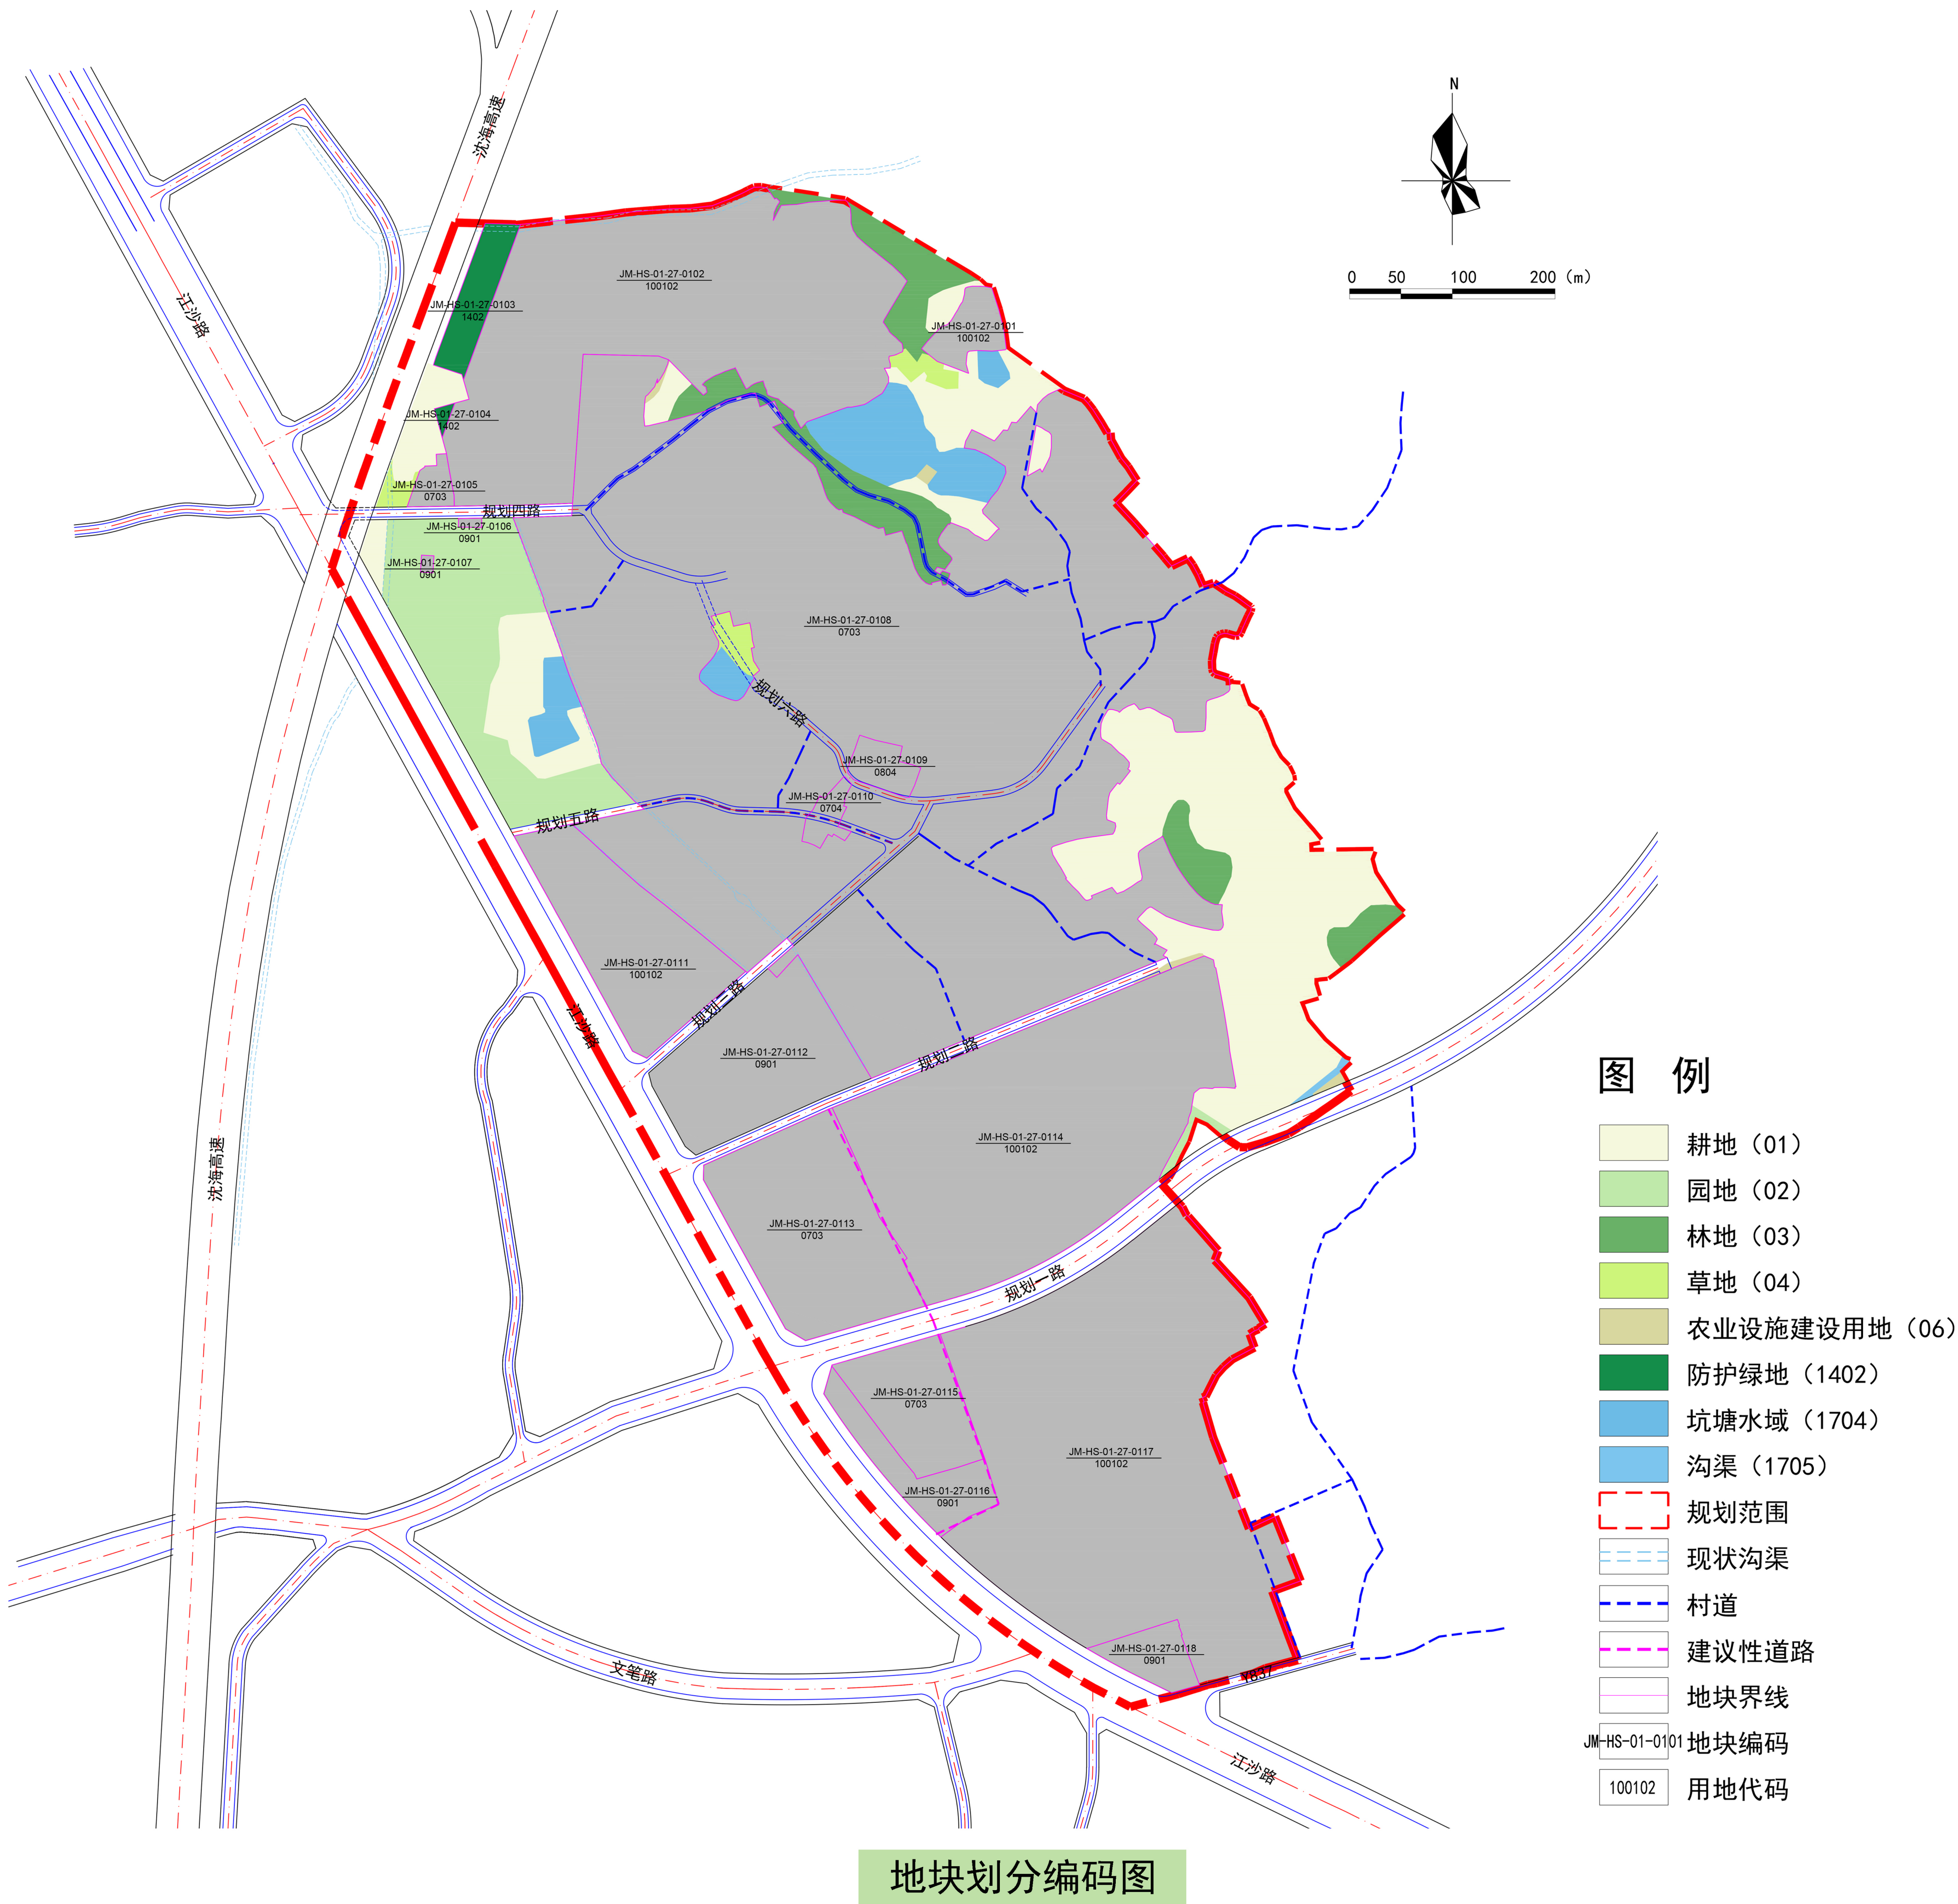 N
0 50 100 200（m）
沈海高速
江沙路
JM-HS-01-27-0102
100102
JM-HS-01-27-0103
1402
JM-HS-01-27-0101
100102
JM-HS-01-27-0104
1402
JM-HS-01-27-0105
0703
规划四路
JM-HS-01-27-0106
0901
JM-HS-01-27-0107
0901
JM-HS-01-27-0108
0703
规划六路
JM-HS-01-27-0109
0804
JM-HS-01-27-0110
0704
规划五路
JM-HS-01-27-0111
100102
规划三路
江沙路
JM-HS-01-27-0112
0901
规划二路
JM-HS-01-27-0114
100102
沈海高速
JM-HS-01-27-0113
0703
规划一路
JM-HS-01-27-0115
0703
JM-HS-01-27-0117
100102
JM-HS-01-27-0116
0901
JM-HS-01-27-0118
0901
Y837
文笔路
江沙路
图 例
耕地（01）
园地（02）
林地（03）
草地（04）
农业设施建设用地（06）
防护绿地（1402）
坑塘水域（1704）
沟渠（1705）
规划范围
现状沟渠
村道
建议性道路
地块界线
JM-HS-01-0101 地块编码
100102 用地代码
地块划分编码图